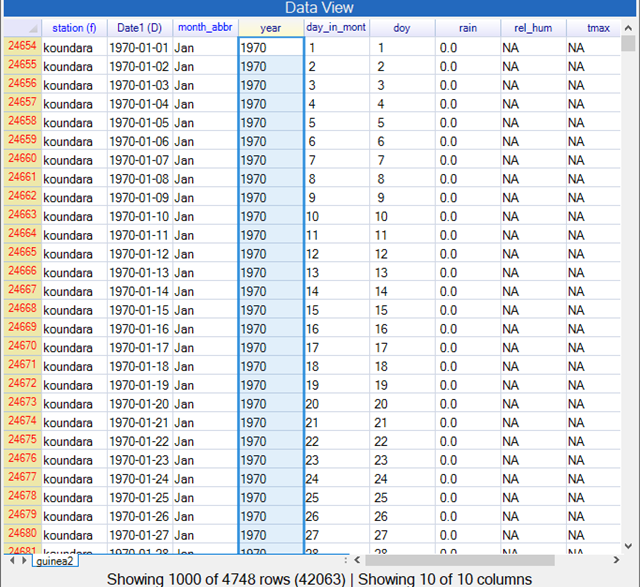 Data View
station (f) Date1 (D) month_abbr year day_in_mont doy rain rel_hum tmax
24654 koundara 1970-01-01 Jan 1970 1 1 0.0 NA NA
24655 koundara 1970-01-02 Jan 1970 2 2 0.0 NA NA
24656 koundara 1970-01-03 Jan 1970 3 3 0.0 NA NA
24657 koundara 1970-01-04 Jan 1970 4 4 0.0 NA NA
24658 koundara 1970-01-05 Jan 1970 5 5 0.0 NA NA
24659 koundara 1970-01-06 Jan 1970 6 6 0.0 NA NA
24660 koundara 1970-01-07 Jan 1970 7 7 0.0 NA NA
24661 koundara 1970-01-08 Jan 1970 8 8 0.0 NA NA
24662 koundara 1970-01-09 Jan 1970 9 9 0.0 NA NA
24663 koundara 1970-01-10 Jan 1970 10 10 0.0 NA NA
24664 koundara 1970-01-11 Jan 1970 11 11 0.0 NA NA
24665 koundara 1970-01-12 Jan 1970 12 12 0.0 NA NA
24666 koundara 1970-01-13 Jan 1970 13 13 0.0 NA NA
24667 koundara 1970-01-14 Jan 1970 14 14 0.0 NA NA
24668 koundara 1970-01-15 Jan 1970 15 15 0.0 NA NA
24669 koundara 1970-01-16 Jan 1970 16 16 0.0 NA NA
24670 koundara 1970-01-17 Jan 1970 17 17 0.0 NA NA
24671 koundara 1970-01-18 Jan 1970 18 18 0.0 NA NA
24672 koundara 1970-01-19 Jan 1970 19 19 0.0 NA NA
24673 koundara 1970-01-20 Jan 1970 20 20 0.0 NA NA
24674 koundara 1970-01-21 Jan 1970 21 21 0.0 NA NA
24675 koundara 1970-01-22 Jan 1970 22 22 0.0 NA NA
24676 koundara 1970-01-23 Jan 1970 23 23 0.0 NA NA
24677 koundara 1970-01-24 Jan 1970 24 24 0.0 NA NA
24678 koundara 1970-01-25 Jan 1970 25 25 0.0 NA NA
24679 koundara 1970-01-26 Jan 1970 26 26 0.0 NA NA
24680 koundara 1970-01-27 Jan 1970 27 27 0.0 NA NA
24681 koundara 1970-01-28 Jan 1970 28 28 0.0 NA NA
guinea2
Showing 1000 of 4748 rows (42063) | Showing 10 of 10 columns